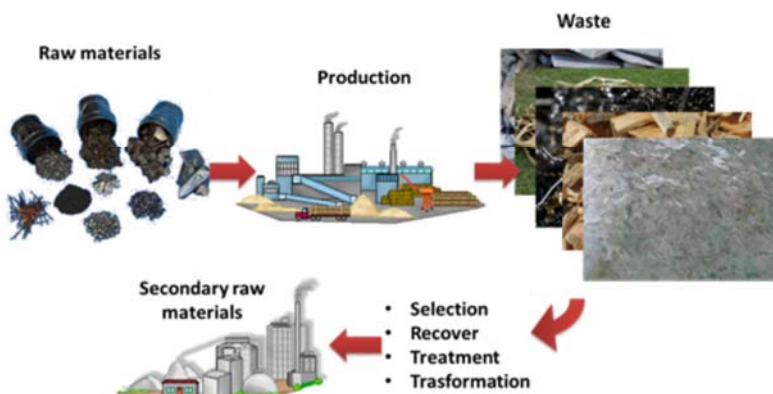 Waste
Raw materials
Production
Secondary raw
materials
• Selection
• Recover
• Treatment
• Trasformation